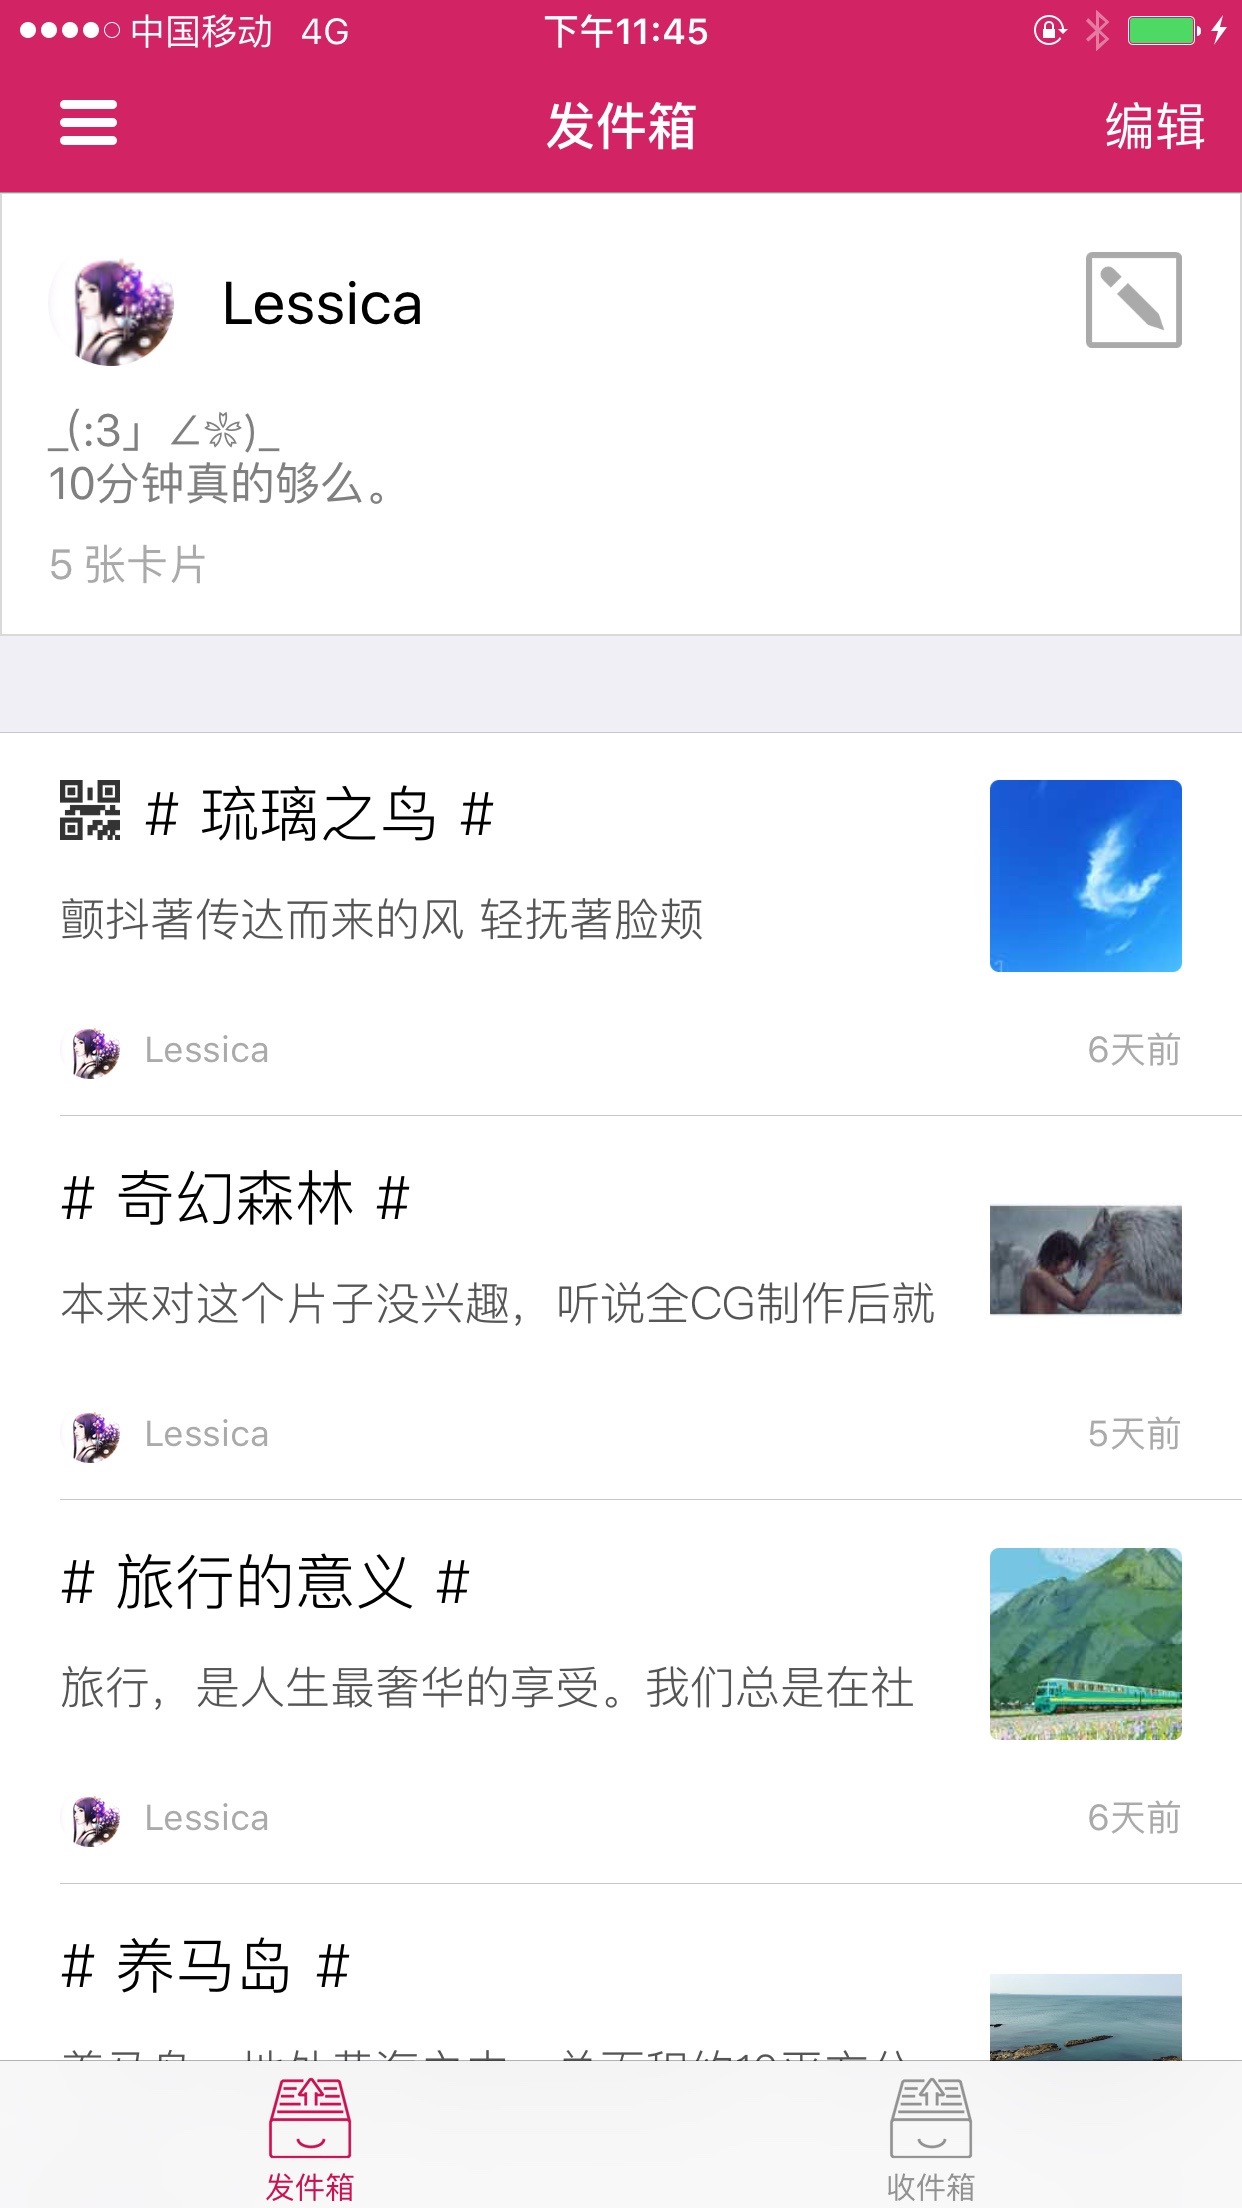 中国移动 4G 下午11:45
发件箱 编辑
Lessica
_(:3」∠❀)_
10分钟真的够么。
5 张卡片
# 琉璃之鸟 #
颤抖著传达而来的风 轻抚著脸颊
Lessica 6天前
# 奇幻森林 #
本来对这个片子没兴趣，听说全CG制作后就
Lessica 5天前
# 旅行的意义 #
旅行，是人生最奢华的享受。我们总是在社
Lessica 6天前
# 养马岛 #
发件箱 收件箱